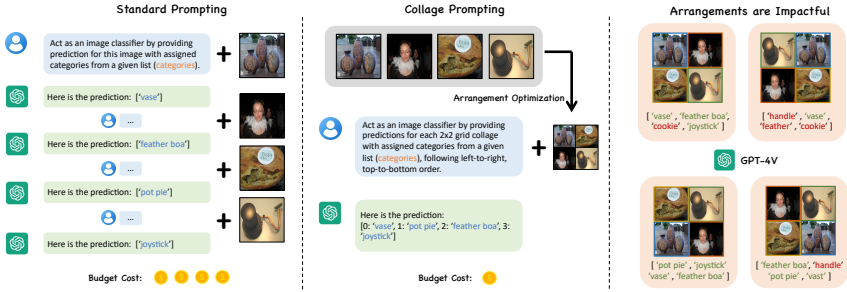 Standard Prompting
Act as an image classifier by providing
prediction for this image with assigned
categories from a given list (categories).
Here is the prediction: ['vase']
...
Here is the prediction: ['feather boa']
...
Here is the prediction: ['pot pie']
...
Here is the prediction: ['joystick']
Budget Cost:
Collage Prompting
Arrangement Optimization
Act as an image classifier by providing
predictions for each 2x2 grid collage
with assigned categories from a given
list (categories), following left-to-right,
top-to-bottom order.
Here is the prediction:
[0: 'vase', 1: 'pot pie', 2: 'feather boa', 3:
'joystick']
Budget Cost:
Arrangements are Impactful
[ 'vase' , 'feather boa',
'cookie' , 'joystick' ]
[ 'handle' , 'vase' ,
'feather' , 'cookie' ]
GPT-4V
[ 'pot pie' , 'joystick'
'vase' , 'feather boa' ]
[ 'feather boa', 'handle'
'pot pie' , 'vast' ]